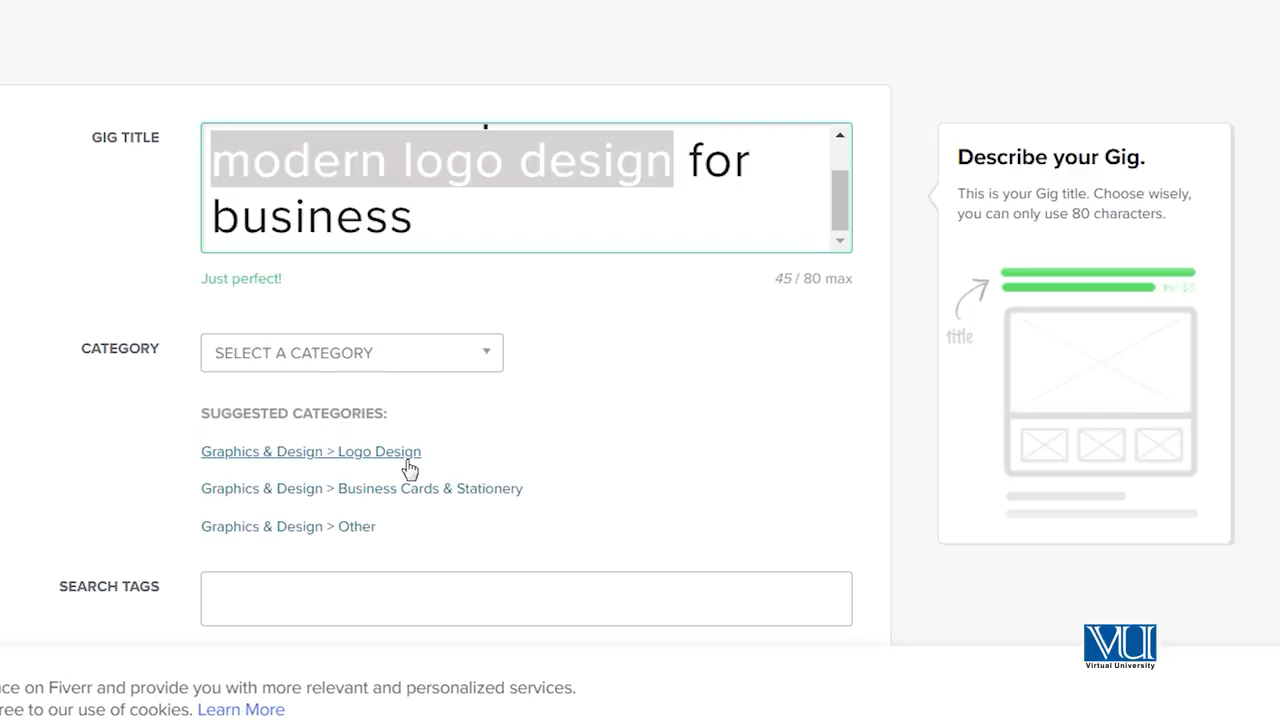 GIG TITLE
modern logo design for
business
Just perfect!
45 / 80 max
CATEGORY
SELECT A CATEGORY
SUGGESTED CATEGORIES:
Graphics & Design > Logo Design
Graphics & Design > Business Cards & Stationery
Graphics & Design > Other
SEARCH TAGS
Describe your Gig.
This is your Gig title. Choose wisely,
you can only use 80 characters.
for $5
title
VU
Virtual University
ce on Fiverr and provide you with more relevant and personalized services.
ree to our use of cookies. Learn More